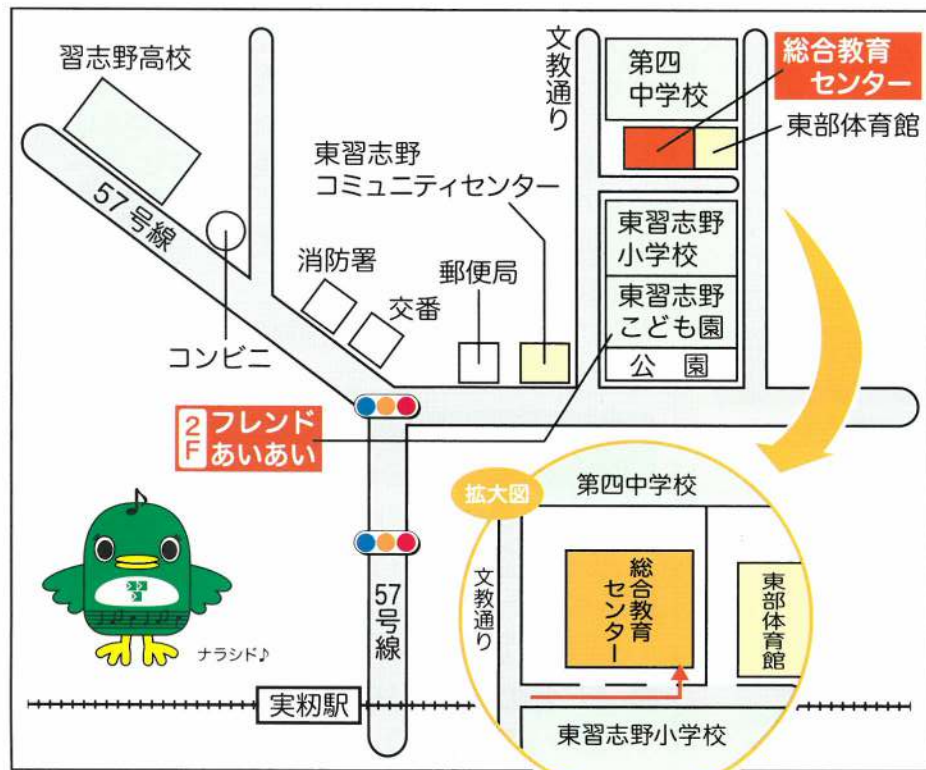 習志野高校
57号線
コンビニ
消防署
交番
東習志野
コミュニティセンター
郵便局
文教通り
第四
中学校
総合教育
センター
東部体育館
東習志野
小学校
東習志野
こども園
公園
2F
フレンド
あいあい
57号線
実籾駅
ナラシド♪
拡大図
第四中学校
文教通り
総合教育
センター
東部体育館
東習志野小学校